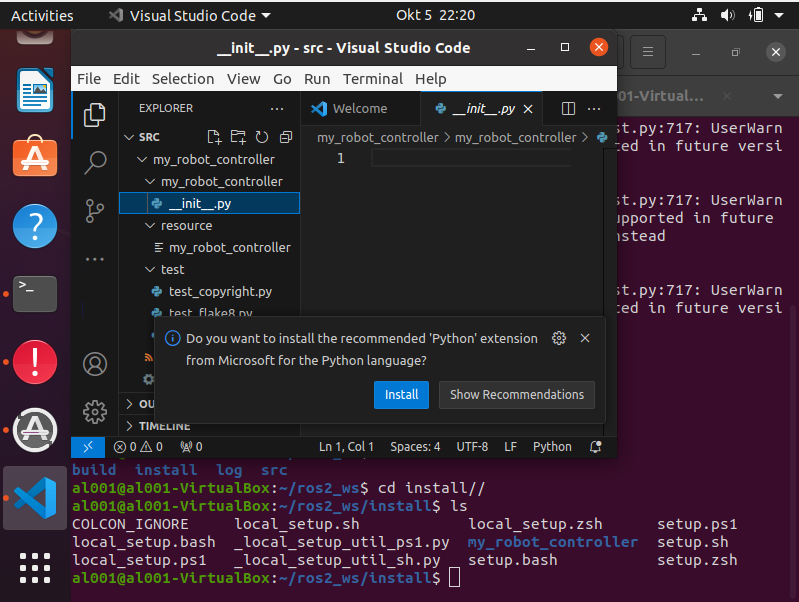 Activities
Visual Studio Code
Okt 5 22:20
__init__.py - src - Visual Studio Code
File Edit Selection View Go Run Terminal Help
EXPLORER
Welcome
__init__.py
01-Virtual...
SRC
my_robot_controller > my_robot_controller >
my_robot_controller
1
my_robot_controller
__init__.py
resource
my_robot_controller
test
test_copyright.py
test_flake8.py
st.py:717: UserWarn
ted in future versi
st.py:717: UserWarn
upported in future
nstead
st.py:717: UserWarn
ted in future versi
Do you want to install the recommended 'Python' extension
from Microsoft for the Python language?
Install
Show Recommendations
OU
TIMELINE
0 0 0
Ln 1, Col 1 Spaces: 4 UTF-8 LF Python
build install log src
al001@al001-VirtualBox:~/ros2_ws$ cd install//
al001@al001-VirtualBox:~/ros2_ws/install$ ls
COLCON_IGNORE local_setup.sh local_setup.zsh setup.ps1
local_setup.bash _local_setup_util_ps1.py my_robot_controller setup.sh
local_setup.ps1 _local_setup_util_sh.py setup.bash setup.zsh
al001@al001-VirtualBox:~/ros2_ws/install$